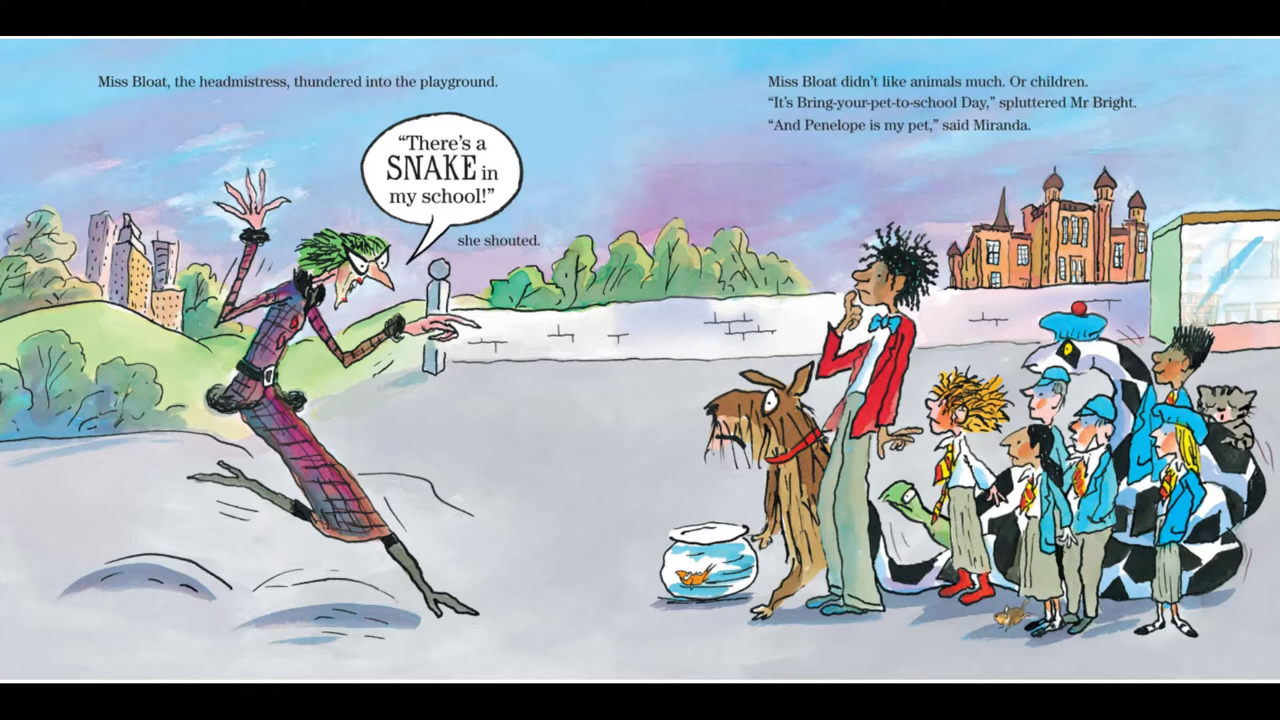 Miss Bloat, the headmistress, thundered into the playground.
“There’s a
SNAKE in
my school!”
she shouted.
Miss Bloat didn’t like animals much. Or children.
“It’s Bring-your-pet-to-school Day,” spluttered Mr Bright.
“And Penelope is my pet,” said Miranda.